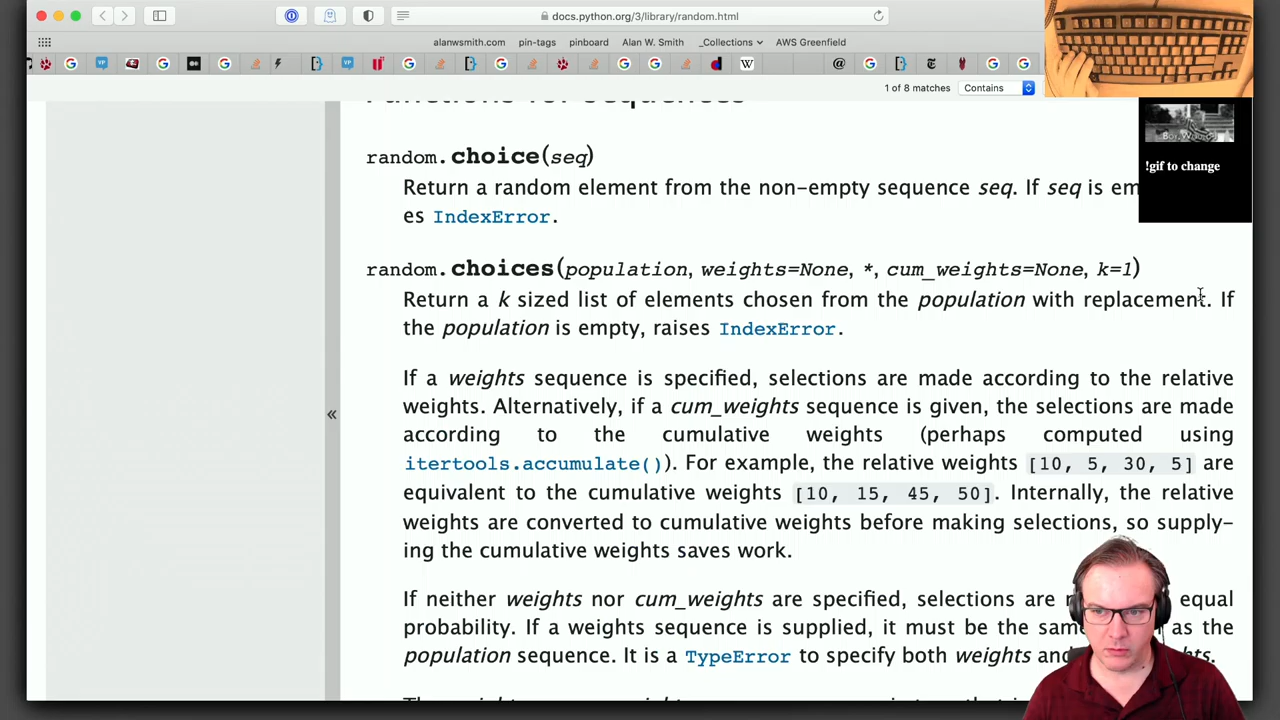 docs.python.org/3/library/random.html
alanwsmith.com pin-tags pinboard Alan W. Smith _Collections AWS Greenfield
1 of 8 matches Contains
Functions for Sequences
random.choice(seq)
Return a random element from the non-empty sequence seq. If seq is em
es IndexError.
!gif to change
random.choices(population, weights=None, *, cum_weights=None, k=1)
Return a k sized list of elements chosen from the population with replacement. If
the population is empty, raises IndexError.
If a weights sequence is specified, selections are made according to the relative
weights. Alternatively, if a cum_weights sequence is given, the selections are made
according to the cumulative weights (perhaps computed using
itertools.accumulate()). For example, the relative weights [10, 5, 30, 5] are
equivalent to the cumulative weights [10, 15, 45, 50]. Internally, the relative
weights are converted to cumulative weights before making selections, so supply-
ing the cumulative weights saves work.
If neither weights nor cum_weights are specified, selections are equal
probability. If a weights sequence is supplied, it must be the same as the
population sequence. It is a TypeError to specify both weights and